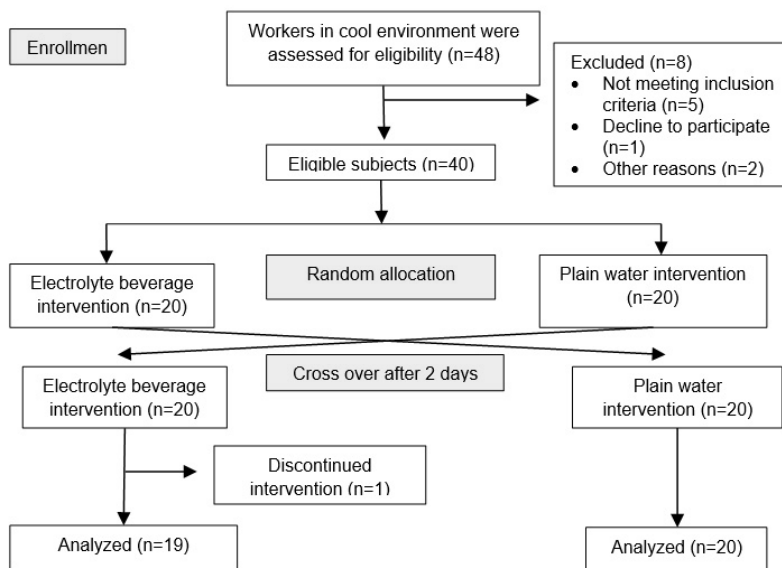 Enrollmen
Workers in cool environment were
assessed for eligibility (n=48)
Excluded (n=8)
• Not meeting inclusion
criteria (n=5)
• Decline to participate
(n=1)
• Other reasons (n=2)
Eligible subjects (n=40)
Electrolyte beverage
intervention (n=20)
Random allocation
Plain water intervention
(n=20)
Electrolyte beverage
intervention (n=20)
Cross over after 2 days
Plain water
intervention (n=20)
Discontinued
intervention (n=1)
Analyzed (n=19)
Analyzed (n=20)